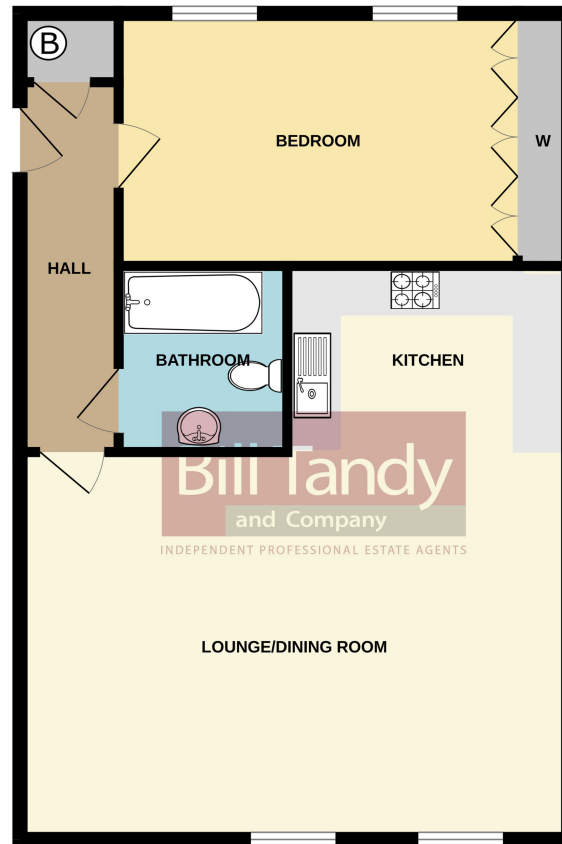 B
BEDROOM
W
HALL
BATHROOM
KITCHEN
Bill Tandy
and Company
INDEPENDENT PROFESSIONAL ESTATE AGENTS
LOUNGE/DINING ROOM